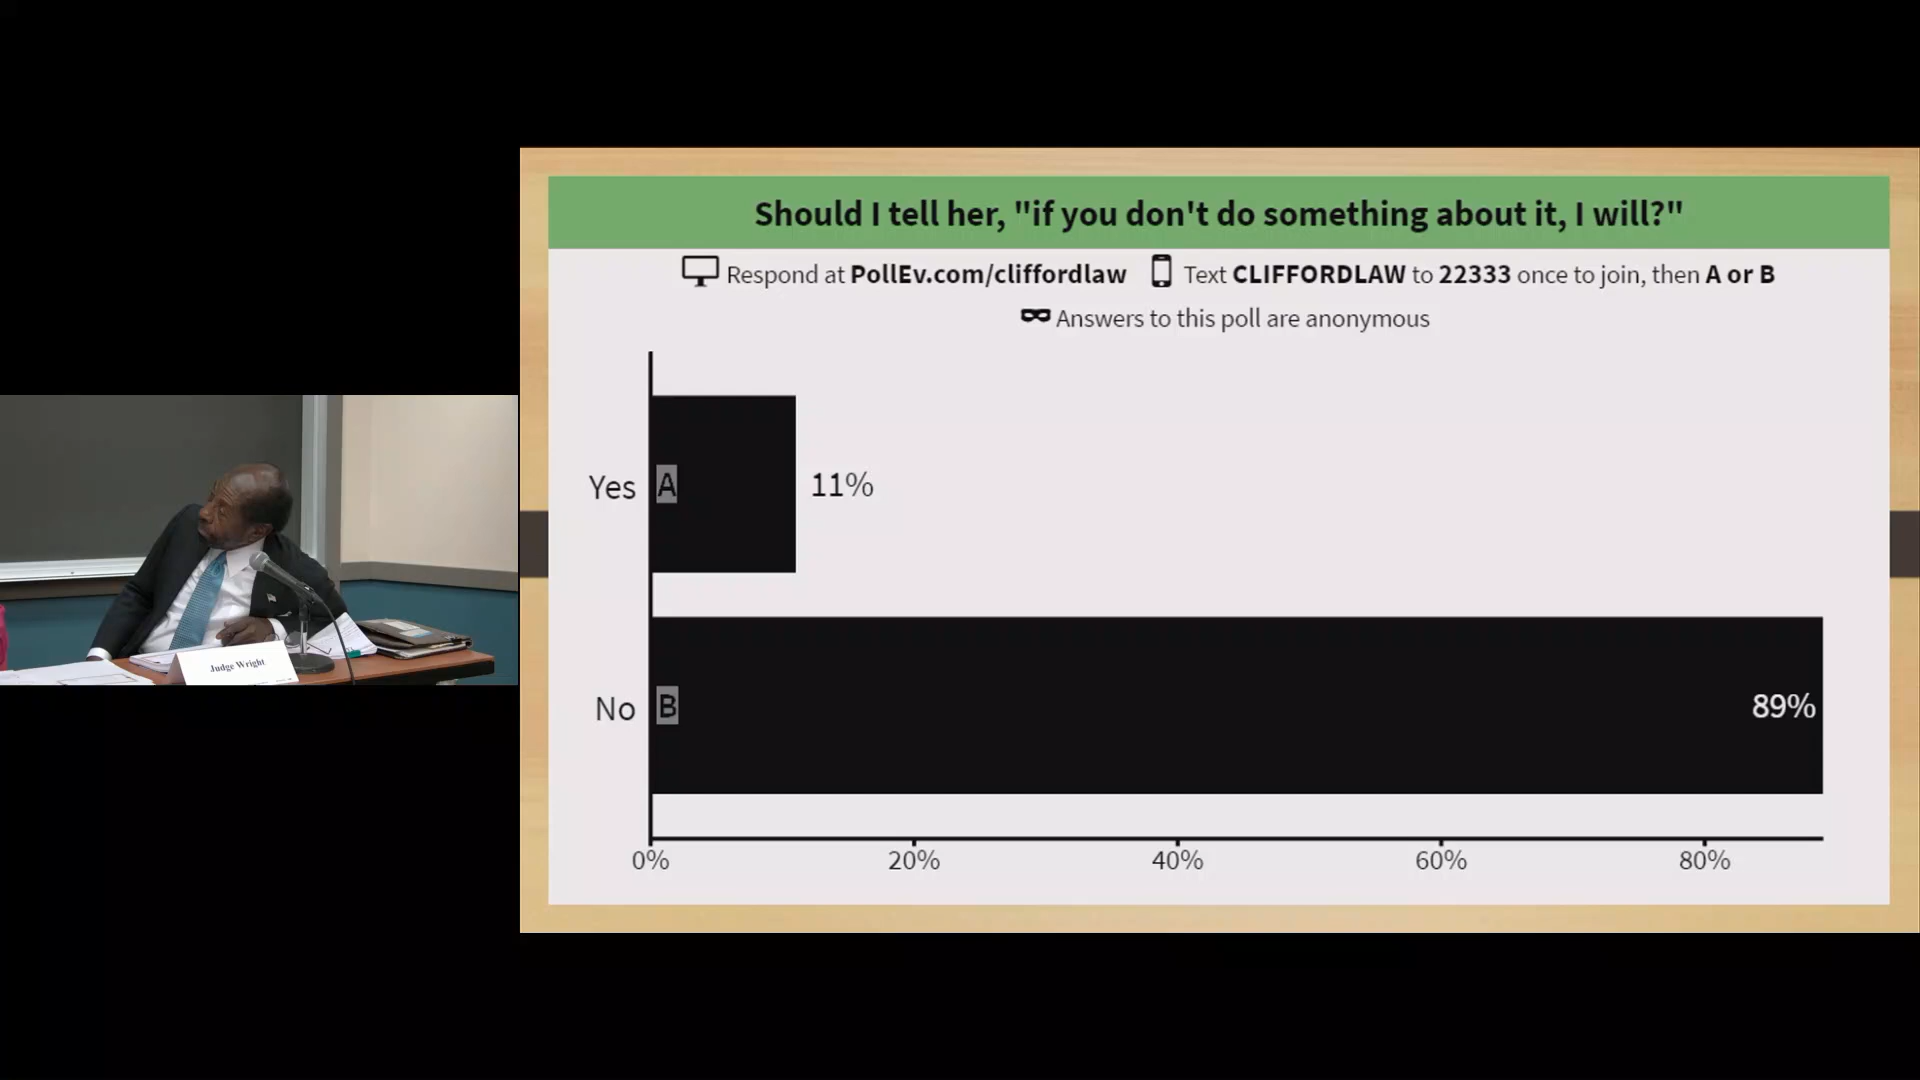 Should I tell her, "if you don't do something about it, I will?"
Respond at PollEv.com/cliffordlaw Text CLIFFORDLAW to 22333 once to join, then A or B
Answers to this poll are anonymous
Yes A 11%
No B 89%
0% 20% 40% 60% 80%
Judge Wright